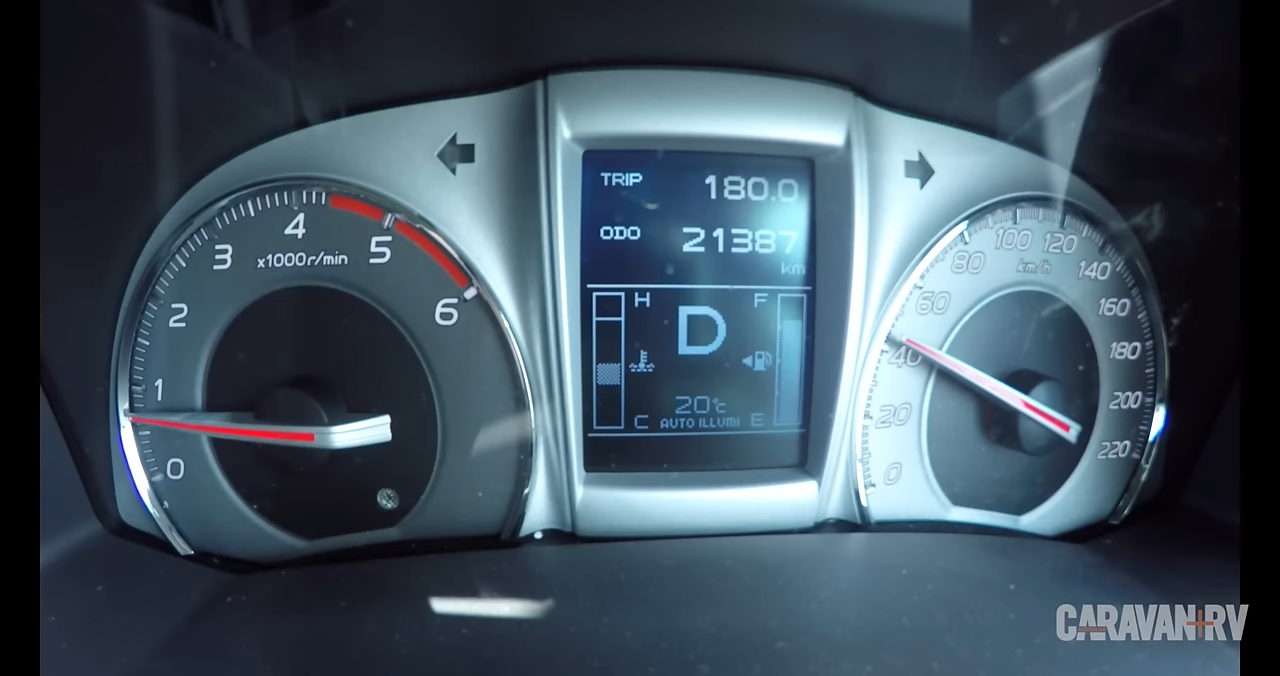 TRIP 180.0
ODO 21387
km
0
1
2
3
4
5
6
x1000r/min
H F
D
C E
20°C
AUTO ILLUMI
0
20
40
60
80
100
120
140
160
180
200
220
km/h
CARAVAN+RV